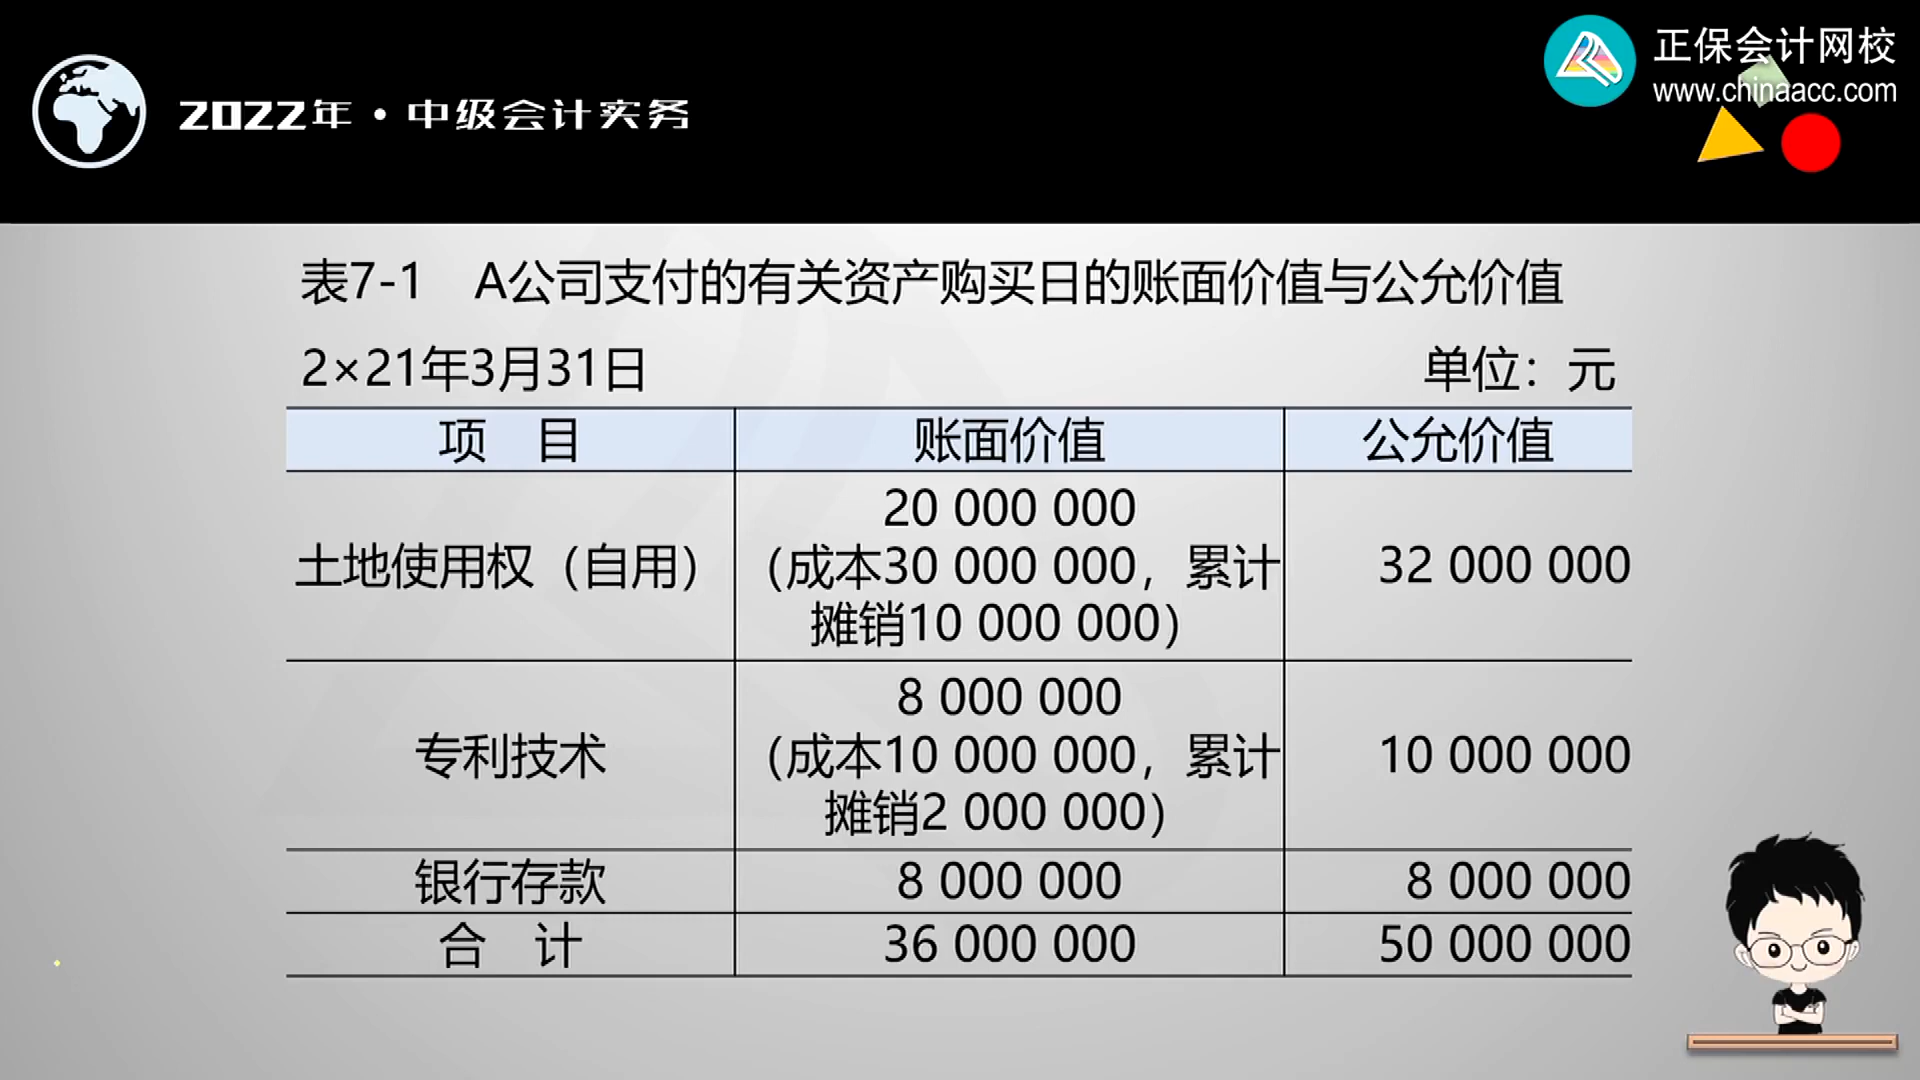 正保会计网校
www.chinaacc.com
2022年·中级会计实务
表7-1 A公司支付的有关资产购买日的账面价值与公允价值
2×21年3月31日 单位：元
项 目 账面价值 公允价值
土地使用权（自用） 20 000 000 32 000 000
（成本30 000 000，累计
摊销10 000 000）
专利技术 8 000 000 10 000 000
（成本10 000 000，累计
摊销2 000 000）
银行存款 8 000 000 8 000 000
合 计 36 000 000 50 000 000